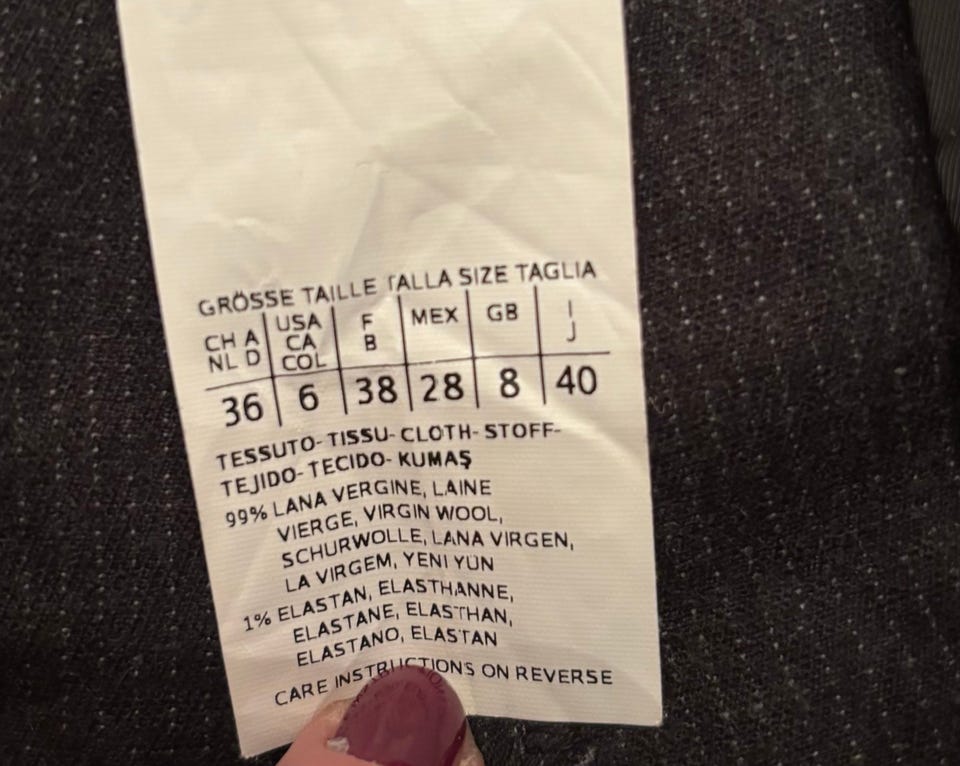 GRÖSSE TAILLE TALLA SIZE TAGLIA
CH A NL D | USA CA COL | F B | MEX | GB | I J
36 | 6 | 38 | 28 | 8 | 40
TESSUTO-TISSU-CLOTH-STOFF-
TEJIDO-TECIDO-KUMAŞ
99% LANA VERGINE, LAINE
VIERGE, VIRGIN WOOL,
SCHURWOLLE, LANA VIRGEN,
LA VIRGEM, YENI YÜN
1% ELASTAN, ELASTHANNE,
ELASTANE, ELASTHAN,
ELASTANO, ELASTAN
CARE INSTRUCTIONS ON REVERSE